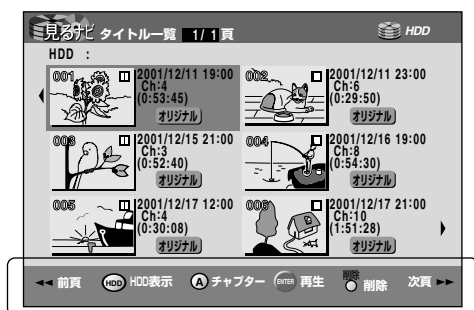 見るナビ タイトル一覧 1/1頁 HDD
HDD :
001 2001/12/11 19:00
Ch:4
(0:53:45)
オリジナル
002 2001/12/11 23:00
Ch:6
(0:29:50)
オリジナル
003 2001/12/15 21:00
Ch:3
(0:52:40)
オリジナル
004 2001/12/16 19:00
Ch:8
(0:54:30)
オリジナル
005 2001/12/17 12:00
Ch:4
(0:30:08)
オリジナル
006 2001/12/17 21:00
Ch:10
(1:51:28)
オリジナル
前頁 HDD HDD表示 A チャプター ENTER 再生 削除 削除 次頁